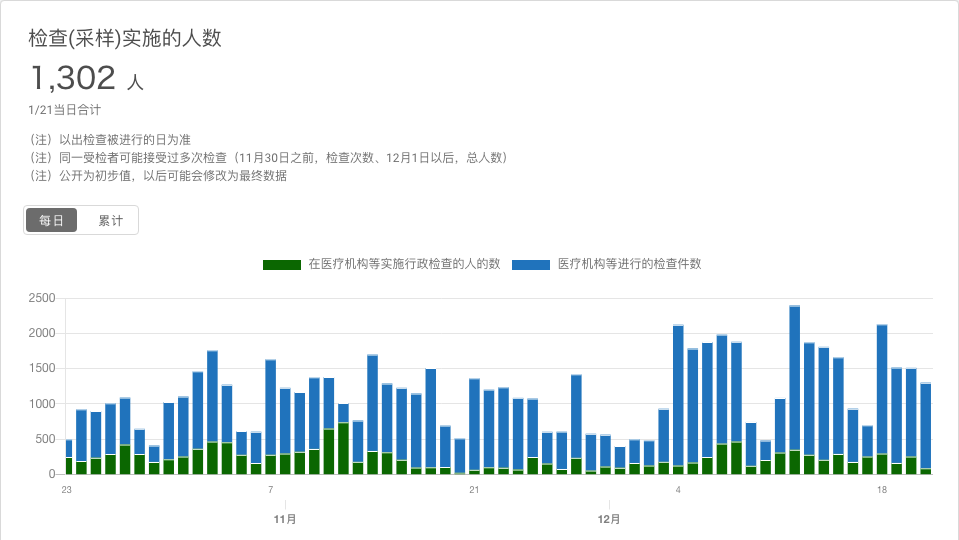 检查(采样)实施的人数
1,302 人
1/21当日合计
（注）以出检查被进行的日为准
（注）同一受检者可能接受过多次检查（11月30日之前，检查次数、12月1日以后，总人数）
（注）公开为初步值，以后可能会修改为最终数据
每日 累计
在医疗机构等实施行政检查的人的数 医疗机构等进行的检查件数
2500
2000
1500
1000
500
0
23 7 21 4 18
11月 12月